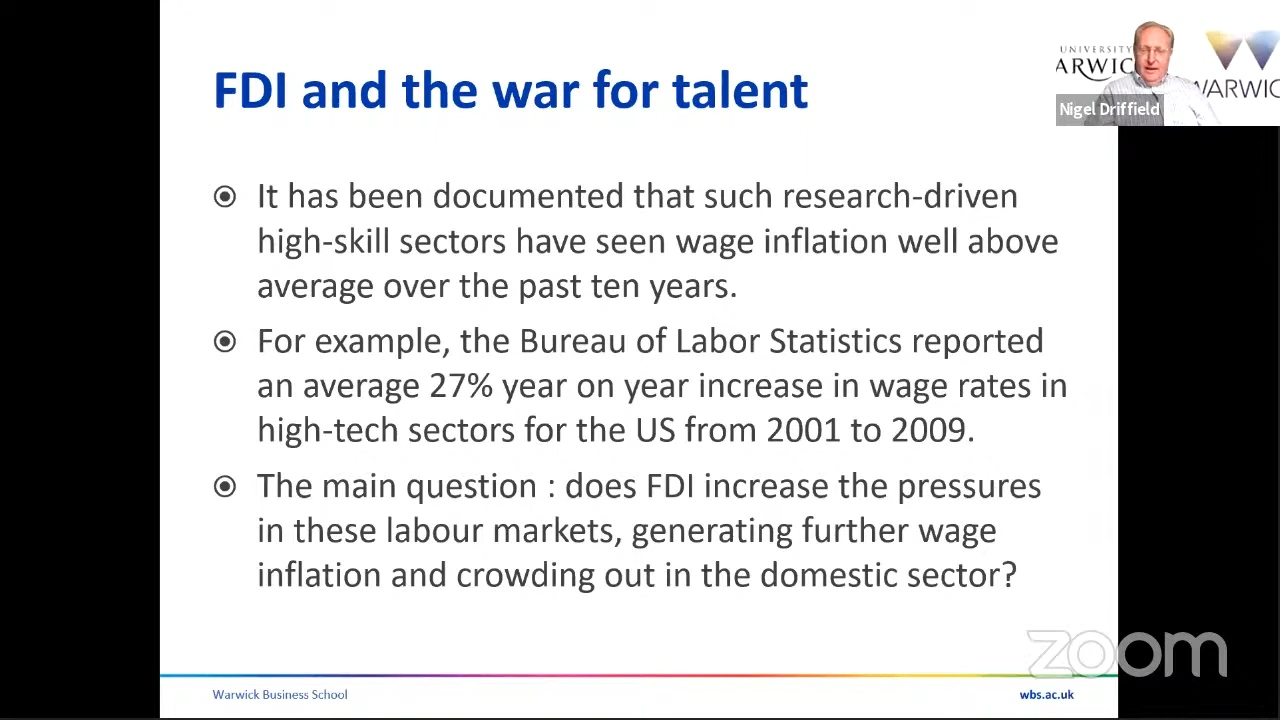 FDI and the war for talent
UNIVERSITY
ARWIC
WARWIC
Nigel Driffield
It has been documented that such research-driven
high-skill sectors have seen wage inflation well above
average over the past ten years.
For example, the Bureau of Labor Statistics reported
an average 27% year on year increase in wage rates in
high-tech sectors for the US from 2001 to 2009.
The main question : does FDI increase the pressures
in these labour markets, generating further wage
inflation and crowding out in the domestic sector?
zoom
Warwick Business School
wbs.ac.uk